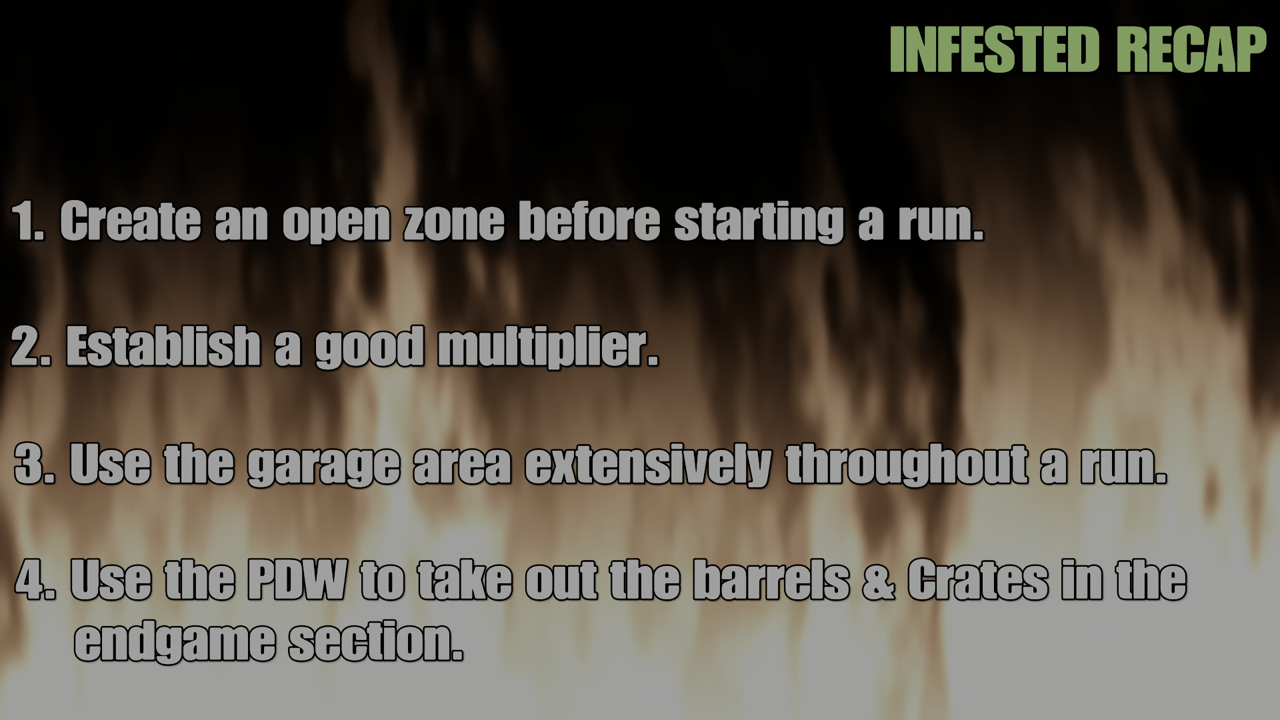 INFESTED RECAP
1. Create an open zone before starting a run.
2. Establish a good multiplier.
3. Use the garage area extensively throughout a run.
4. Use the PDW to take out the barrels & Crates in the
endgame section.